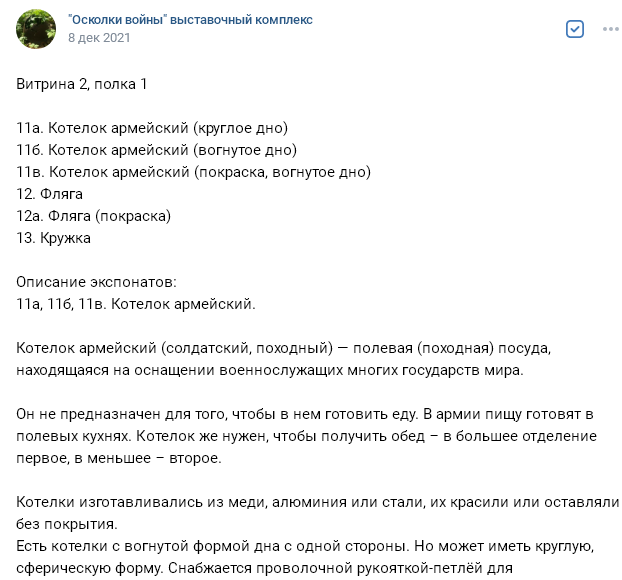 "Осколки войны" выставочный комплекс
8 дек 2021
Витрина 2, полка 1
11а. Котелок армейский (круглое дно)
11б. Котелок армейский (вогнутое дно)
11в. Котелок армейский (покраска, вогнутое дно)
12. Фляга
12а. Фляга (покраска)
13. Кружка
Описание экспонатов:
11а, 11б, 11в. Котелок армейский.
Котелок армейский (солдатский, походный) — полевая (походная) посуда,
находящаяся на оснащении военнослужащих многих государств мира.
Он не предназначен для того, чтобы в нем готовить еду. В армии пищу готовят в
полевых кухнях. Котелок же нужен, чтобы получить обед – в большее отделение
первое, в меньшее – второе.
Котелки изготавливались из меди, алюминия или стали, их красили или оставляли
без покрытия.
Есть котелки с вогнутой формой дна с одной стороны. Но может иметь круглую,
сферическую форму. Снабжается проволочной рукояткой-петлёй для